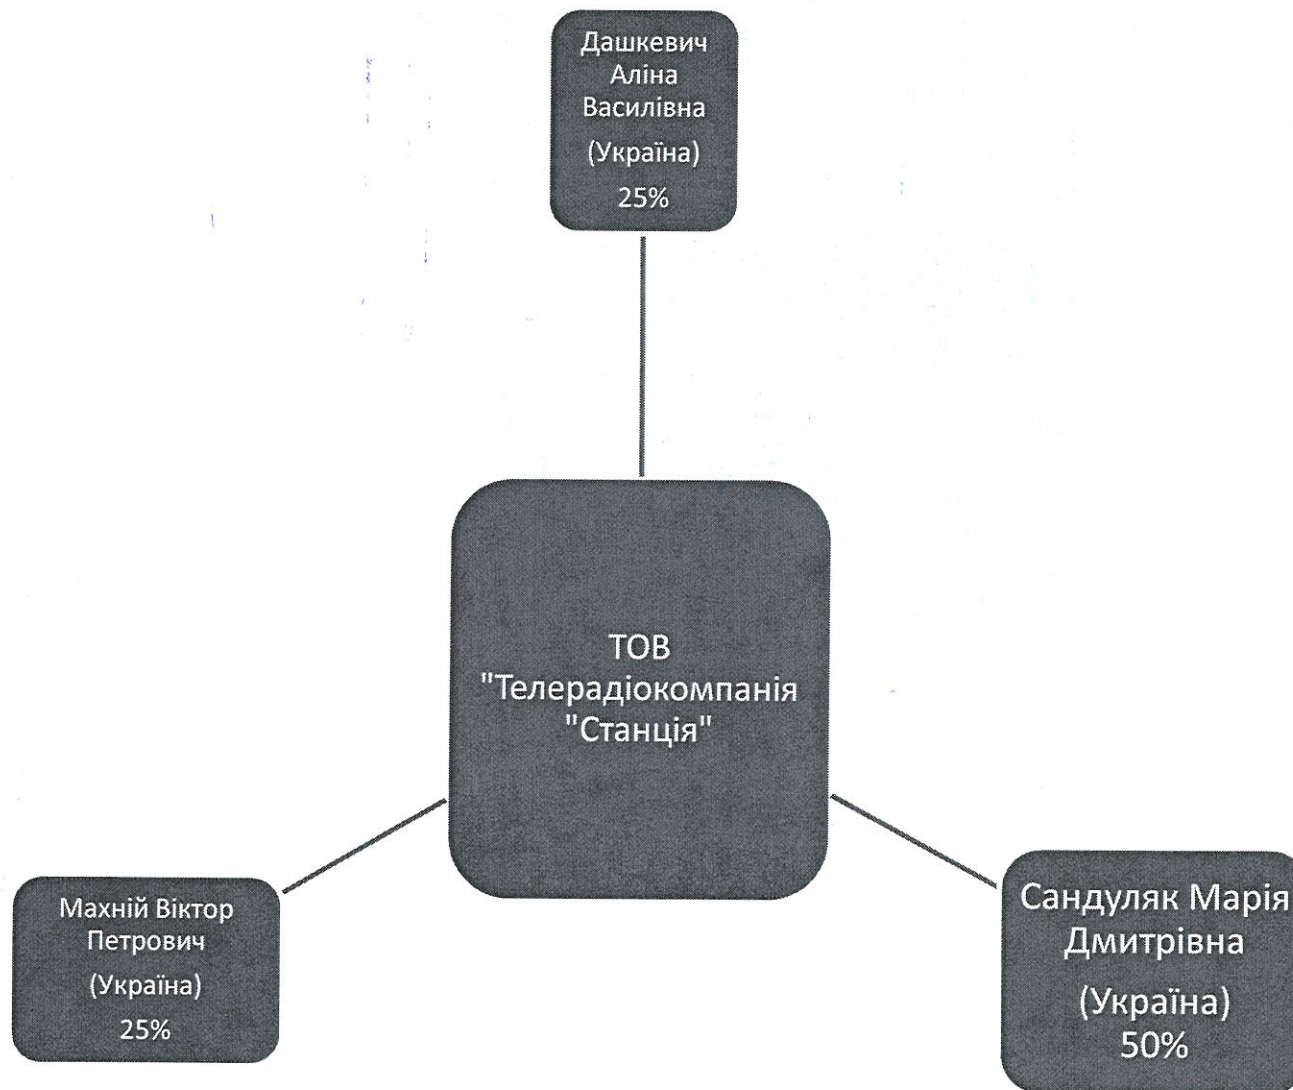 Дашкевич
Аліна
Василівна
(Україна)
25%
ТОВ
"Телерадіокомпанія
"Станція"
Махній Віктор
Петрович
(Україна)
25%
Сандуляк Марія
Дмитрівна
(Україна)
50%